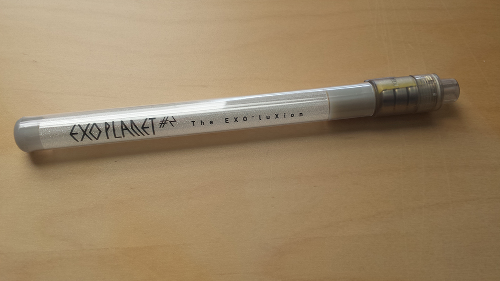 EXO PLANET #2 The EXO'luXion